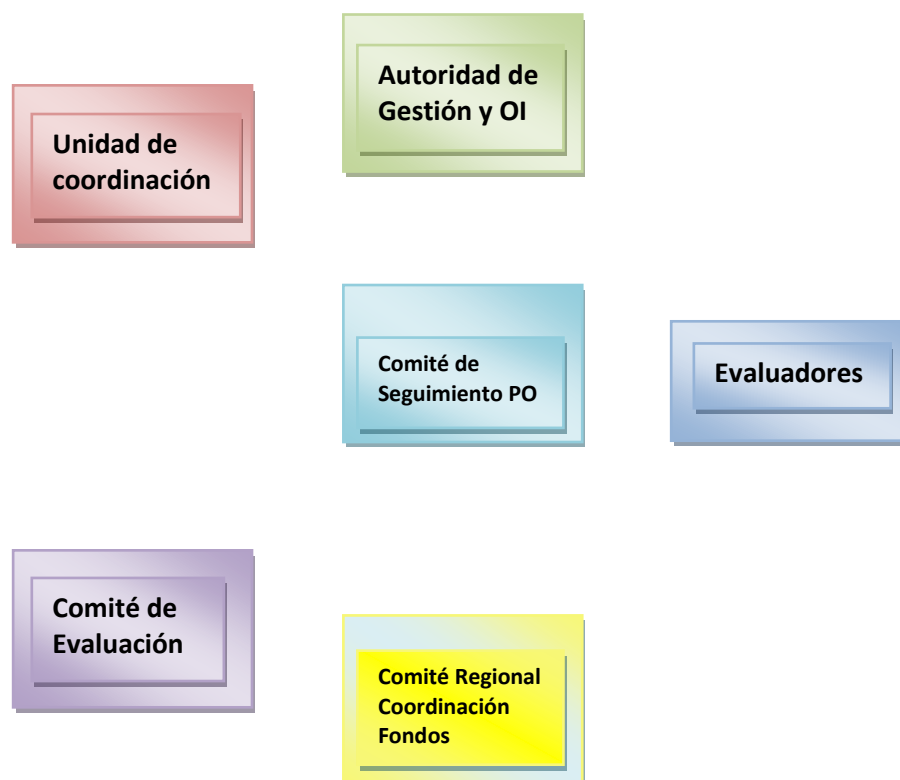 Autoridad de
Gestión y OI
Unidad de
coordinación
Comité de
Seguimiento PO
Evaluadores
Comité de
Evaluación
Comité Regional
Coordinación
Fondos